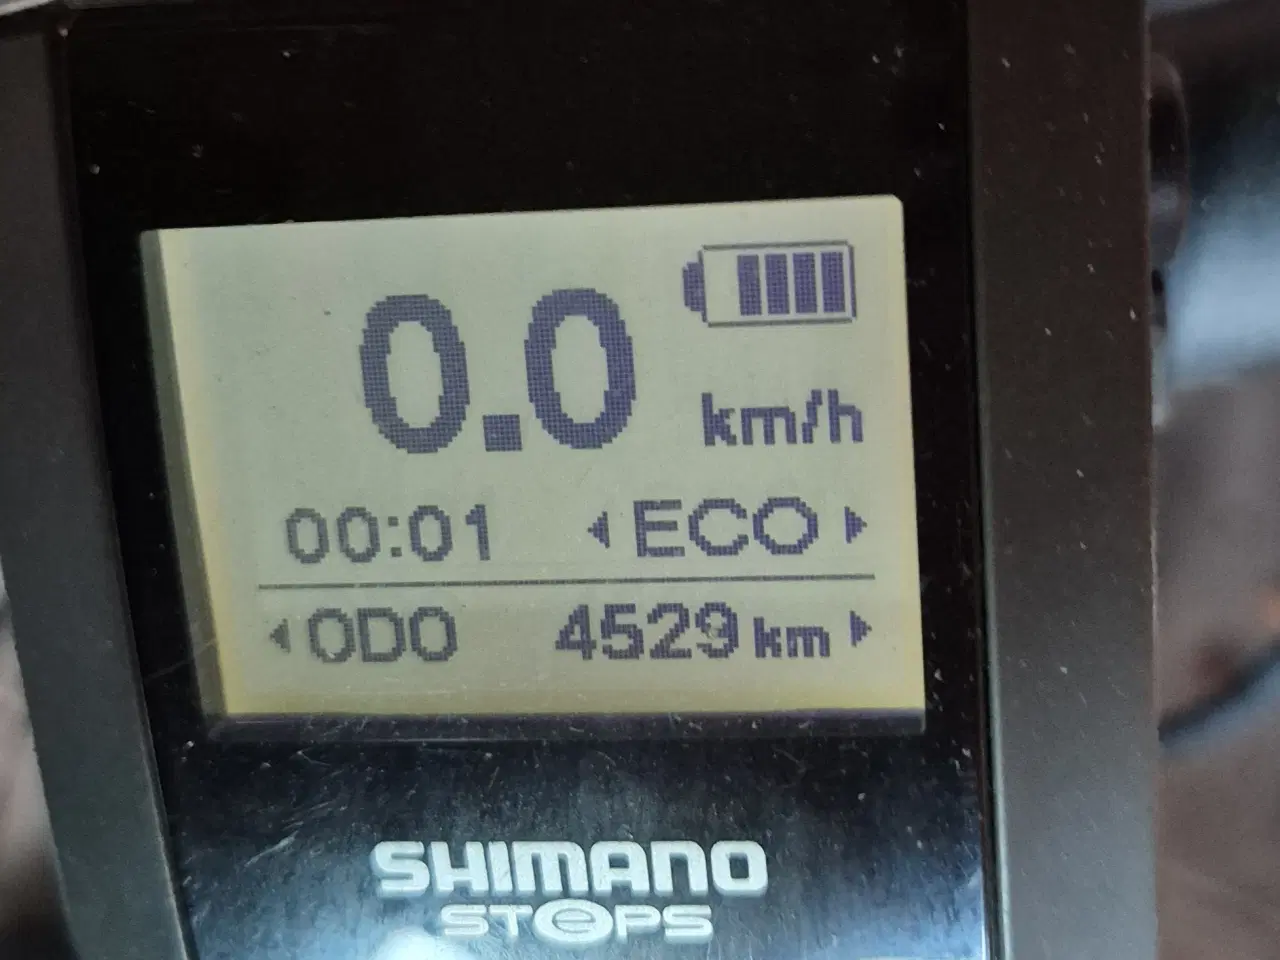 0.0 km/h
00:01 ECO
ODO 4529 km
SHIMANO
STePS